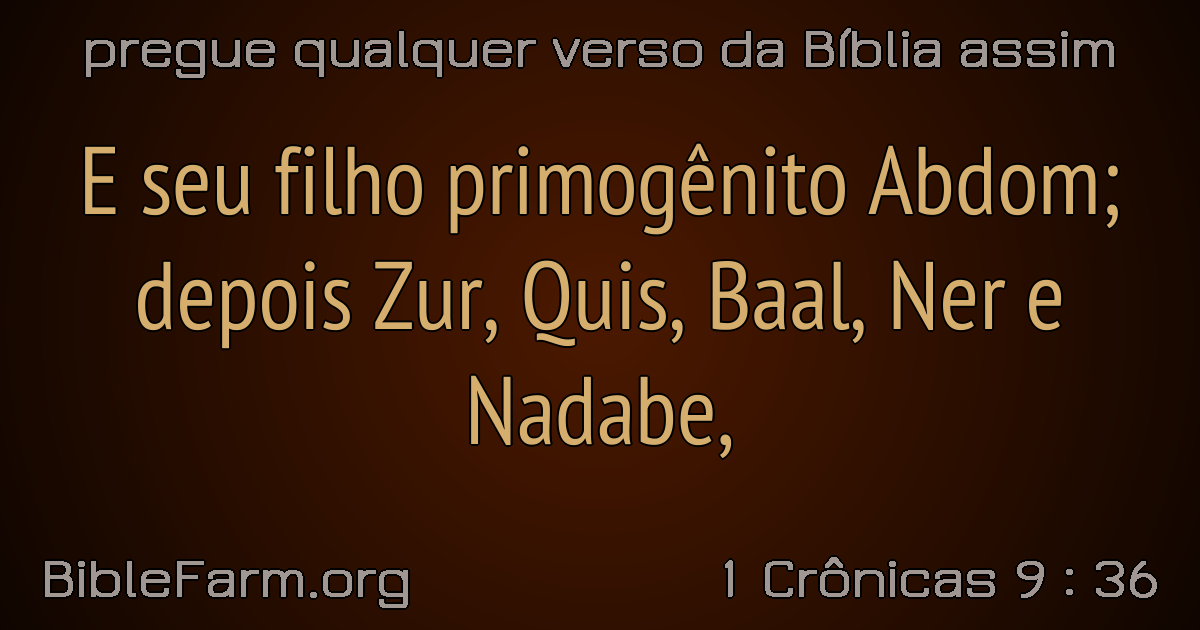 pregue qualquer verso da Bíblia assim
E seu filho primogênito Abdom;
depois Zur, Quis, Baal, Ner e
Nadabe,
BibleFarm.org
1 Crônicas 9 : 36